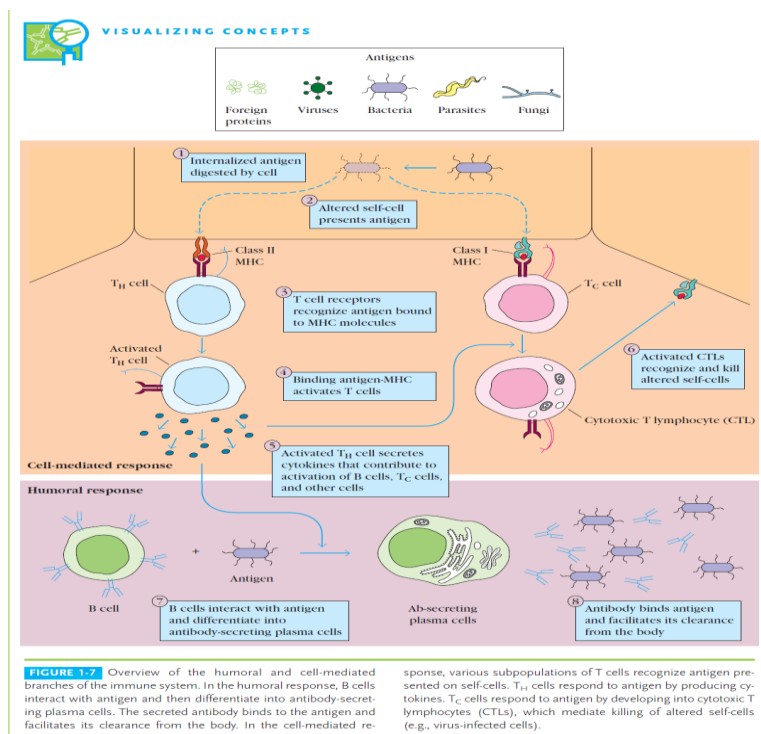 VISUALIZING CONCEPTS
Antigens
Foreign
proteins
Viruses
Bacteria
Parasites
Fungi
1
Internalized antigen
digested by cell
2
Altered self-cell
presents antigen
Class II
MHC
Class I
MHC
TH cell
3
T cell receptors
recognize antigen bound
to MHC molecules
TC cell
Activated
TH cell
4
Binding antigen-MHC
activates T cells
6
Activated CTLs
recognize and kill
altered self-cells
Cytotoxic T lymphocyte (CTL)
5
Activated TH cell secretes
cytokines that contribute to
activation of B cells, TC cells,
and other cells
Cell-mediated response
Humoral response
+
Antigen
B cell
7
B cells interact with antigen
and differentiate into
antibody-secreting plasma cells
Ab-secreting
plasma cells
8
Antibody binds antigen
and facilitates its clearance
from the body
FIGURE 1-7 Overview of the humoral and cell-mediated
branches of the immune system. In the humoral response, B cells
interact with antigen and then differentiate into antibody-secret-
ing plasma cells. The secreted antibody binds to the antigen and
facilitates its clearance from the body. In the cell-mediated re-
sponse, various subpopulations of T cells recognize antigen pre-
sented on self-cells. TH cells respond to antigen by producing cy-
tokines. TC cells respond to antigen by developing into cytotoxic T
lymphocytes (CTLs), which mediate killing of altered self-cells
(e.g., virus-infected cells).